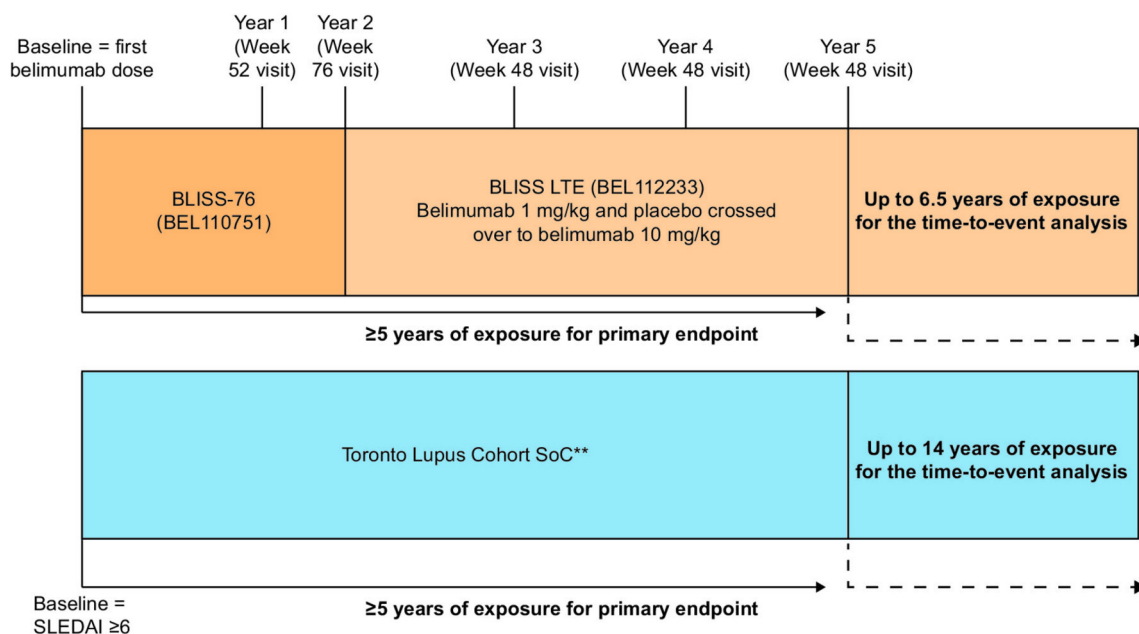 Baseline = first
belimumab dose
Year 1
(Week
52 visit)
Year 2
(Week
76 visit)
Year 3
(Week 48 visit)
Year 4
(Week 48 visit)
Year 5
(Week 48 visit)
BLISS-76
(BEL110751)
BLISS LTE (BEL112233)
Belimumab 1 mg/kg and placebo crossed
over to belimumab 10 mg/kg
Up to 6.5 years of exposure
for the time-to-event analysis
≥5 years of exposure for primary endpoint
Toronto Lupus Cohort SoC**
Up to 14 years of exposure
for the time-to-event analysis
Baseline =
SLEDAI ≥6
≥5 years of exposure for primary endpoint